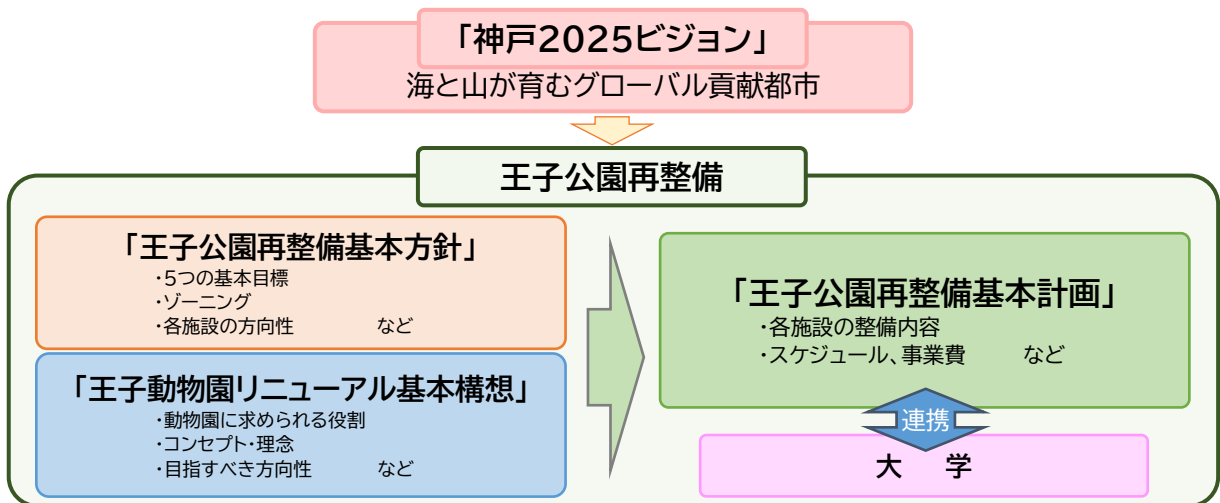 「神戸2025ビジョン」
海と山が育むグローバル貢献都市
王子公園再整備
「王子公園再整備基本方針」
・5つの基本目標
・ゾーニング
・各施設の方向性　など
「王子動物園リニューアル基本構想」
・動物園に求められる役割
・コンセプト・理念
・目指すべき方向性　など
「王子公園再整備基本計画」
・各施設の整備内容
・スケジュール、事業費　など
連携
大　学